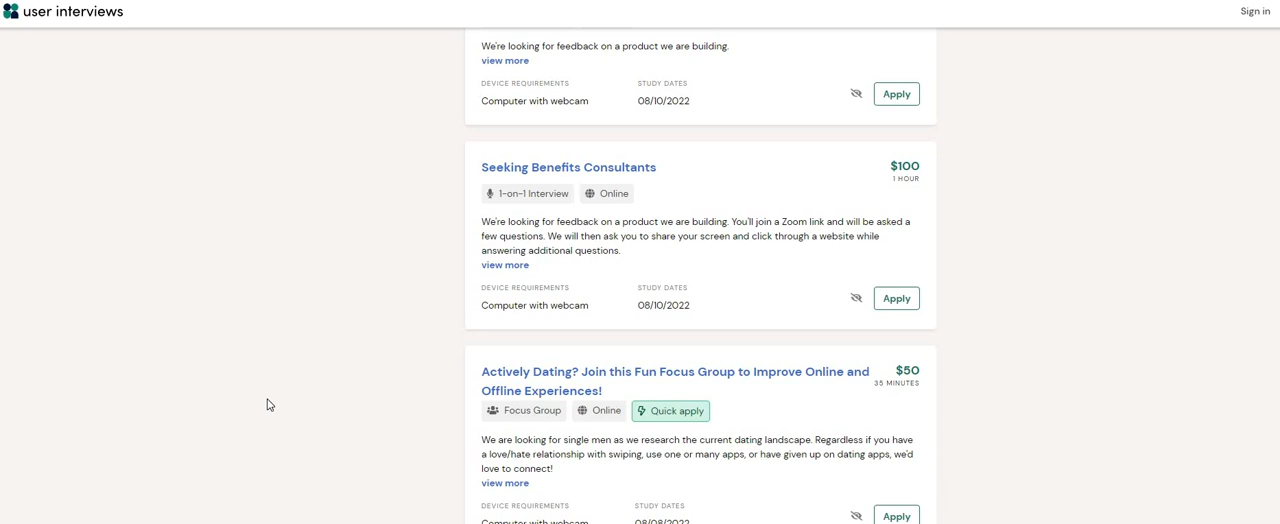 user interviews
Sign in
We're looking for feedback on a product we are building.
view more
DEVICE REQUIREMENTS
STUDY DATES
Computer with webcam
08/10/2022
Apply
Seeking Benefits Consultants
$100
1 HOUR
1-on-1 Interview
Online
We're looking for feedback on a product we are building. You'll join a Zoom link and will be asked a
few questions. We will then ask you to share your screen and click through a website while
answering additional questions.
view more
DEVICE REQUIREMENTS
STUDY DATES
Computer with webcam
08/10/2022
Apply
Actively Dating? Join this Fun Focus Group to Improve Online and
Offline Experiences!
$50
35 MINUTES
Focus Group
Online
Quick apply
We are looking for single men as we research the current dating landscape. Regardless if you have
a love/hate relationship with swiping, use one or many apps, or have given up on dating apps, we'd
love to connect!
view more
DEVICE REQUIREMENTS
STUDY DATES
Computer with webcam
08/08/2022
Apply